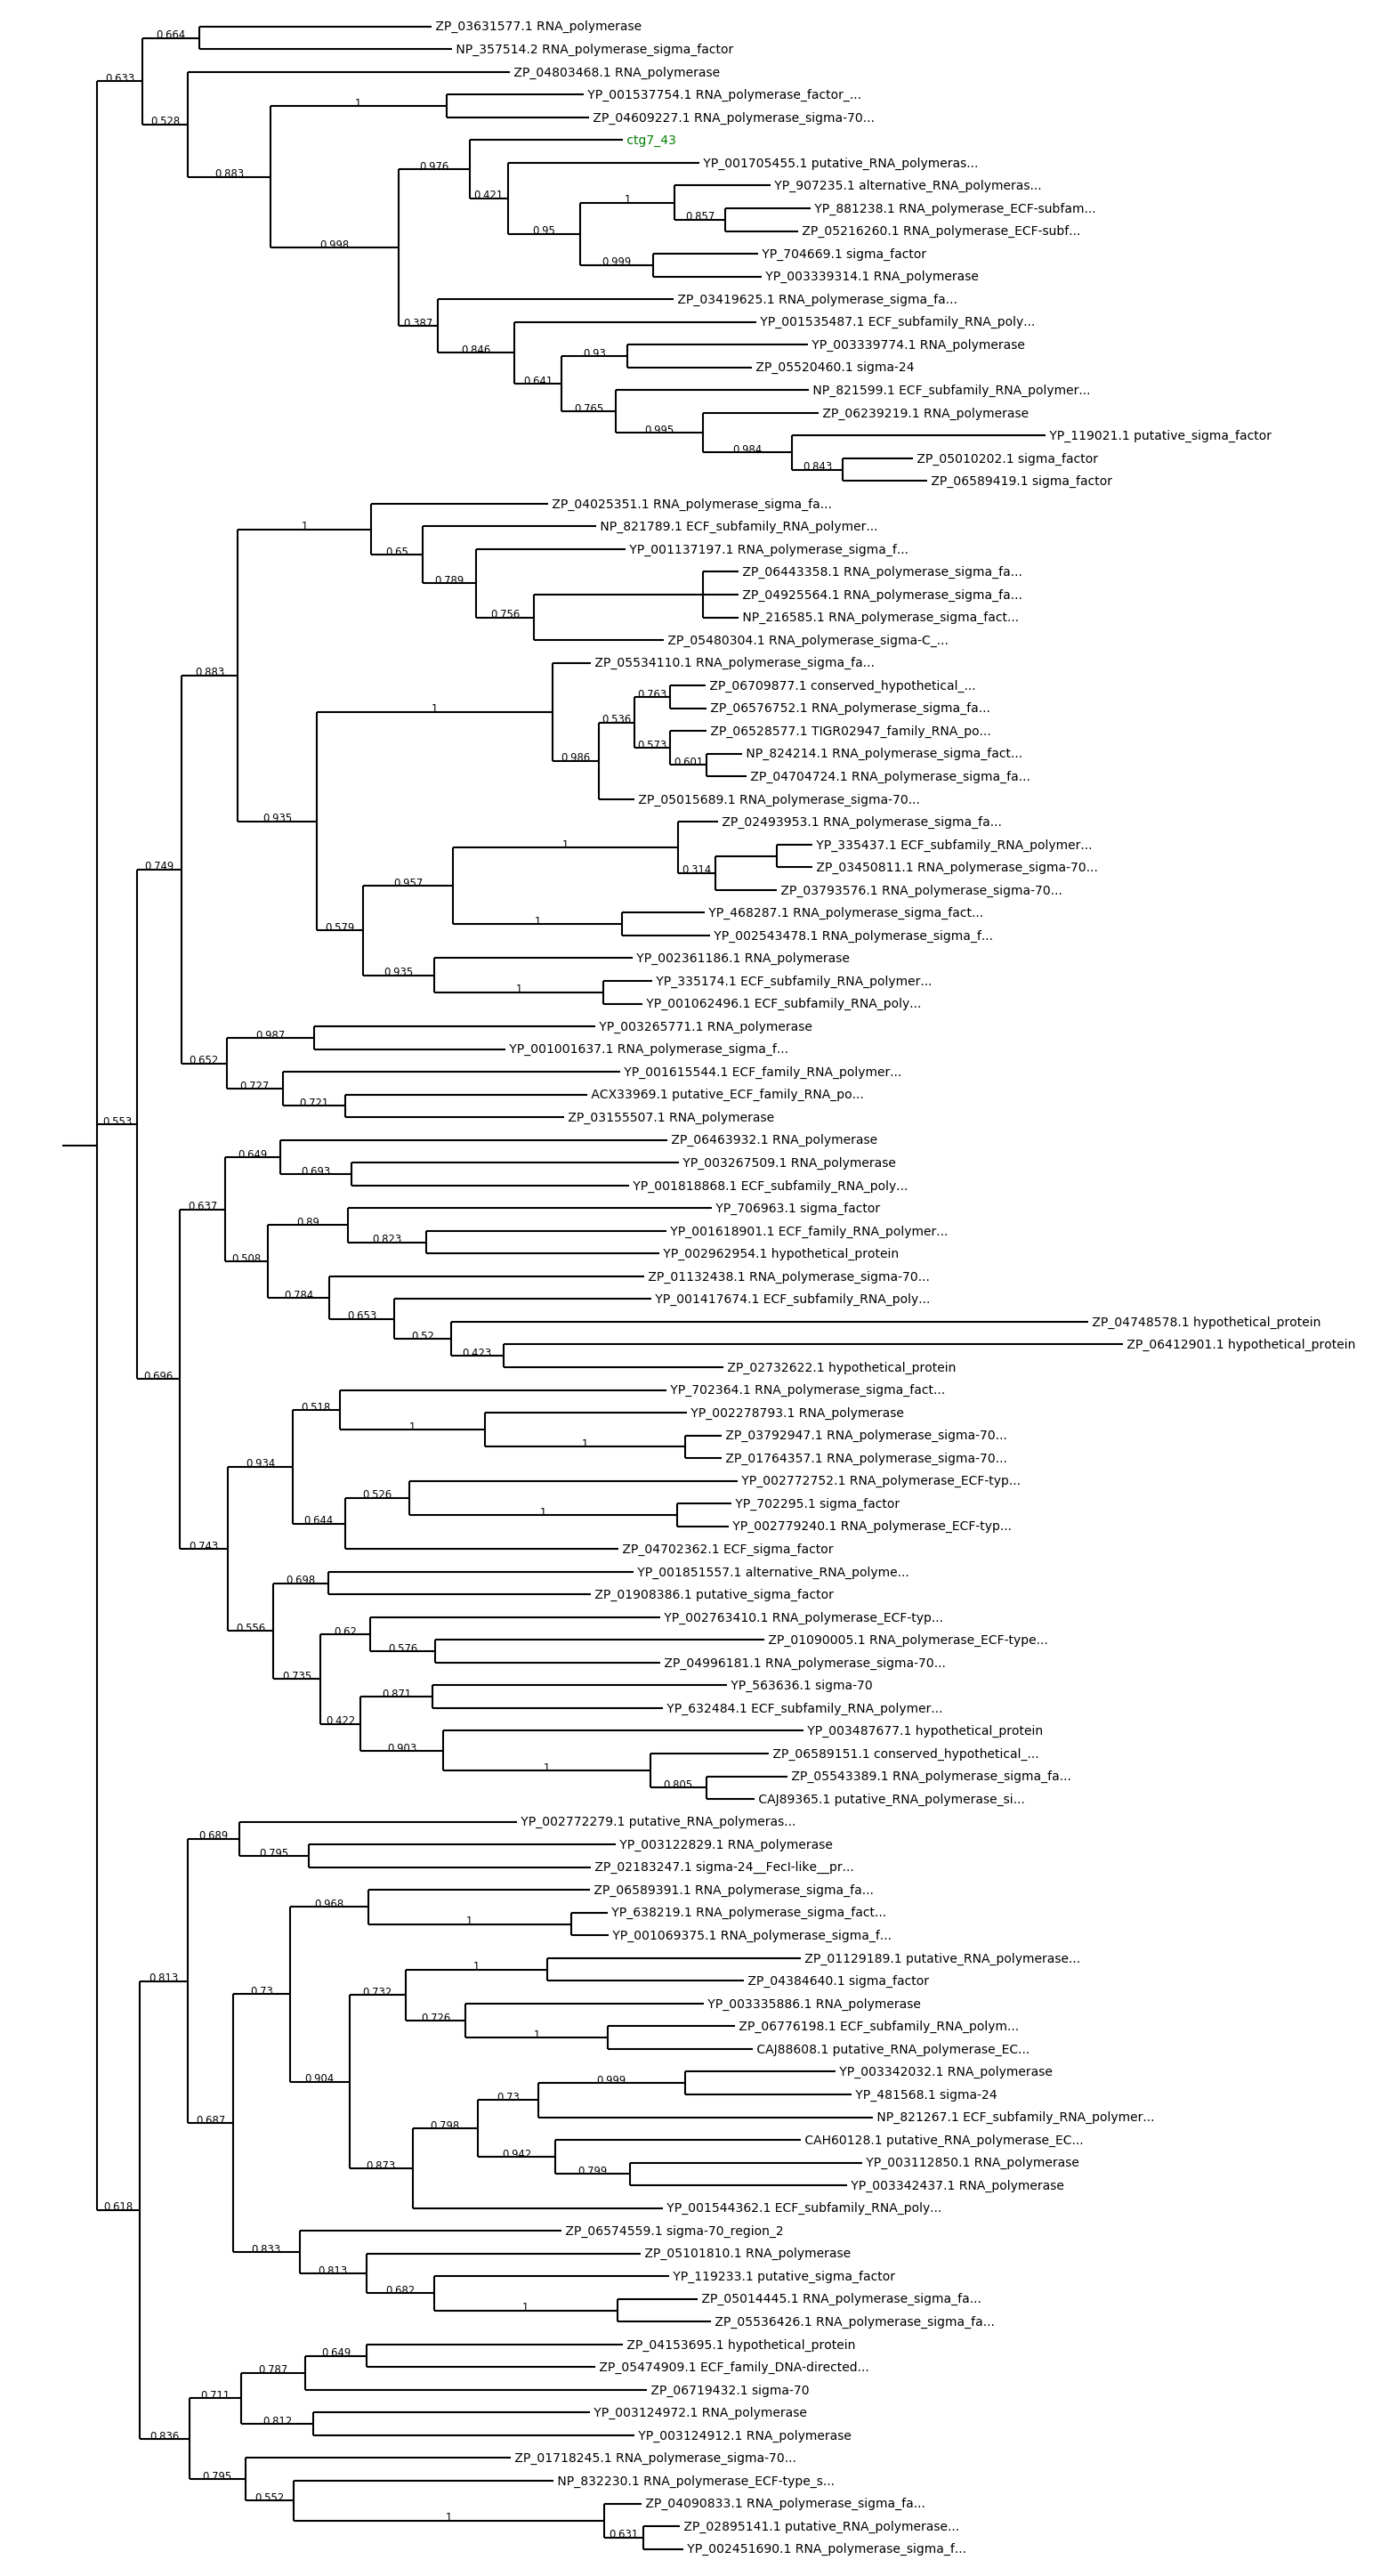 ZP_03631577.1 RNA_polymerase
0.664
NP_357514.2 RNA_polymerase_sigma_factor
0.633
ZP_04803468.1 RNA_polymerase
YP_001537754.1 RNA_polymerase_factor_...
1
0.528
ZP_04609227.1 RNA_polymerase_sigma-70...
ctg7_43
0.976
YP_001705455.1 putative_RNA_polymeras...
0.883
YP_907235.1 alternative_RNA_polymeras...
0.421
1
YP_881238.1 RNA_polymerase_ECF-subfam...
0.857
0.95
ZP_05216260.1 RNA_polymerase_ECF-subf...
0.998
YP_704669.1 sigma_factor
0.999
YP_003339314.1 RNA_polymerase
ZP_03419625.1 RNA_polymerase_sigma_fa...
0.387
YP_001535487.1 ECF_subfamily_RNA_poly...
0.846
YP_003339774.1 RNA_polymerase
0.93
ZP_05520460.1 sigma-24
0.641
NP_821599.1 ECF_subfamily_RNA_polymer...
0.765
ZP_06239219.1 RNA_polymerase
0.995
YP_119021.1 putative_sigma_factor
0.984
ZP_05010202.1 sigma_factor
0.843
ZP_06589419.1 sigma_factor
ZP_04025351.1 RNA_polymerase_sigma_fa...
1
NP_821789.1 ECF_subfamily_RNA_polymer...
0.65
YP_001137197.1 RNA_polymerase_sigma_f...
0.789
ZP_06443358.1 RNA_polymerase_sigma_fa...
ZP_04925564.1 RNA_polymerase_sigma_fa...
0.756
NP_216585.1 RNA_polymerase_sigma_fact...
ZP_05480304.1 RNA_polymerase_sigma-C_...
ZP_05534110.1 RNA_polymerase_sigma_fa...
0.883
ZP_06709877.1 conserved_hypothetical_...
0.763
1
ZP_06576752.1 RNA_polymerase_sigma_fa...
0.536
ZP_06528577.1 TIGR02947_family_RNA_po...
0.573
0.986
NP_824214.1 RNA_polymerase_sigma_fact...
0.601
ZP_04704724.1 RNA_polymerase_sigma_fa...
ZP_05015689.1 RNA_polymerase_sigma-70...
0.935
ZP_02493953.1 RNA_polymerase_sigma_fa...
1
YP_335437.1 ECF_subfamily_RNA_polymer...
0.749
0.314
ZP_03450811.1 RNA_polymerase_sigma-70...
0.957
ZP_03793576.1 RNA_polymerase_sigma-70...
YP_468287.1 RNA_polymerase_sigma_fact...
1
0.579
YP_002543478.1 RNA_polymerase_sigma_f...
YP_002361186.1 RNA_polymerase
0.935
YP_335174.1 ECF_subfamily_RNA_polymer...
1
YP_001062496.1 ECF_subfamily_RNA_poly...
YP_003265771.1 RNA_polymerase
0.987
YP_001001637.1 RNA_polymerase_sigma_f...
0.652
YP_001615544.1 ECF_family_RNA_polymer...
0.727
ACX33969.1 putative_ECF_family_RNA_po...
0.721
ZP_03155507.1 RNA_polymerase
0.553
ZP_06463932.1 RNA_polymerase
0.649
YP_003267509.1 RNA_polymerase
0.693
YP_001818868.1 ECF_subfamily_RNA_poly...
0.637
YP_706963.1 sigma_factor
0.89
YP_001618901.1 ECF_family_RNA_polymer...
0.823
YP_002962954.1 hypothetical_protein
0.508
ZP_01132438.1 RNA_polymerase_sigma-70...
0.784
YP_001417674.1 ECF_subfamily_RNA_poly...
0.653
ZP_04748578.1 hypothetical_protein
0.52
ZP_06412901.1 hypothetical_protein
0.423
ZP_02732622.1 hypothetical_protein
0.696
YP_702364.1 RNA_polymerase_sigma_fact...
0.518
YP_002278793.1 RNA_polymerase
1
ZP_03792947.1 RNA_polymerase_sigma-70...
1
ZP_01764357.1 RNA_polymerase_sigma-70...
0.934
YP_002772752.1 RNA_polymerase_ECF-typ...
0.526
YP_702295.1 sigma_factor
1
0.644
YP_002779240.1 RNA_polymerase_ECF-typ...
0.743
ZP_04702362.1 ECF_sigma_factor
YP_001851557.1 alternative_RNA_polyme...
0.698
ZP_01908386.1 putative_sigma_factor
YP_002763410.1 RNA_polymerase_ECF-typ...
0.556
0.62
ZP_01090005.1 RNA_polymerase_ECF-type...
0.576
ZP_04996181.1 RNA_polymerase_sigma-70...
0.735
YP_563636.1 sigma-70
0.871
YP_632484.1 ECF_subfamily_RNA_polymer...
0.422
YP_003487677.1 hypothetical_protein
0.903
ZP_06589151.1 conserved_hypothetical_...
1
ZP_05543389.1 RNA_polymerase_sigma_fa...
0.805
CAJ89365.1 putative_RNA_polymerase_si...
YP_002772279.1 putative_RNA_polymeras...
0.689
YP_003122829.1 RNA_polymerase
0.795
ZP_02183247.1 sigma-24__FecI-like__pr...
ZP_06589391.1 RNA_polymerase_sigma_fa...
0.968
YP_638219.1 RNA_polymerase_sigma_fact...
1
YP_001069375.1 RNA_polymerase_sigma_f...
ZP_01129189.1 putative_RNA_polymerase...
1
0.813
ZP_04384640.1 sigma_factor
0.73
0.732
YP_003335886.1 RNA_polymerase
0.726
ZP_06776198.1 ECF_subfamily_RNA_polym...
1
CAJ88608.1 putative_RNA_polymerase_EC...
YP_003342032.1 RNA_polymerase
0.904
0.999
YP_481568.1 sigma-24
0.73
NP_821267.1 ECF_subfamily_RNA_polymer...
0.687
0.798
CAH60128.1 putative_RNA_polymerase_EC...
0.942
YP_003112850.1 RNA_polymerase
0.873
0.799
YP_003342437.1 RNA_polymerase
0.618
YP_001544362.1 ECF_subfamily_RNA_poly...
ZP_06574559.1 sigma-70_region_2
0.833
ZP_05101810.1 RNA_polymerase
0.813
YP_119233.1 putative_sigma_factor
0.682
ZP_05014445.1 RNA_polymerase_sigma_fa...
1
ZP_05536426.1 RNA_polymerase_sigma_fa...
ZP_04153695.1 hypothetical_protein
0.649
ZP_05474909.1 ECF_family_DNA-directed...
0.787
ZP_06719432.1 sigma-70
0.711
YP_003124972.1 RNA_polymerase
0.812
YP_003124912.1 RNA_polymerase
0.836
ZP_01718245.1 RNA_polymerase_sigma-70...
0.795
NP_832230.1 RNA_polymerase_ECF-type_s...
0.552
ZP_04090833.1 RNA_polymerase_sigma_fa...
1
ZP_02895141.1 putative_RNA_polymerase...
0.631
YP_002451690.1 RNA_polymerase_sigma_f...